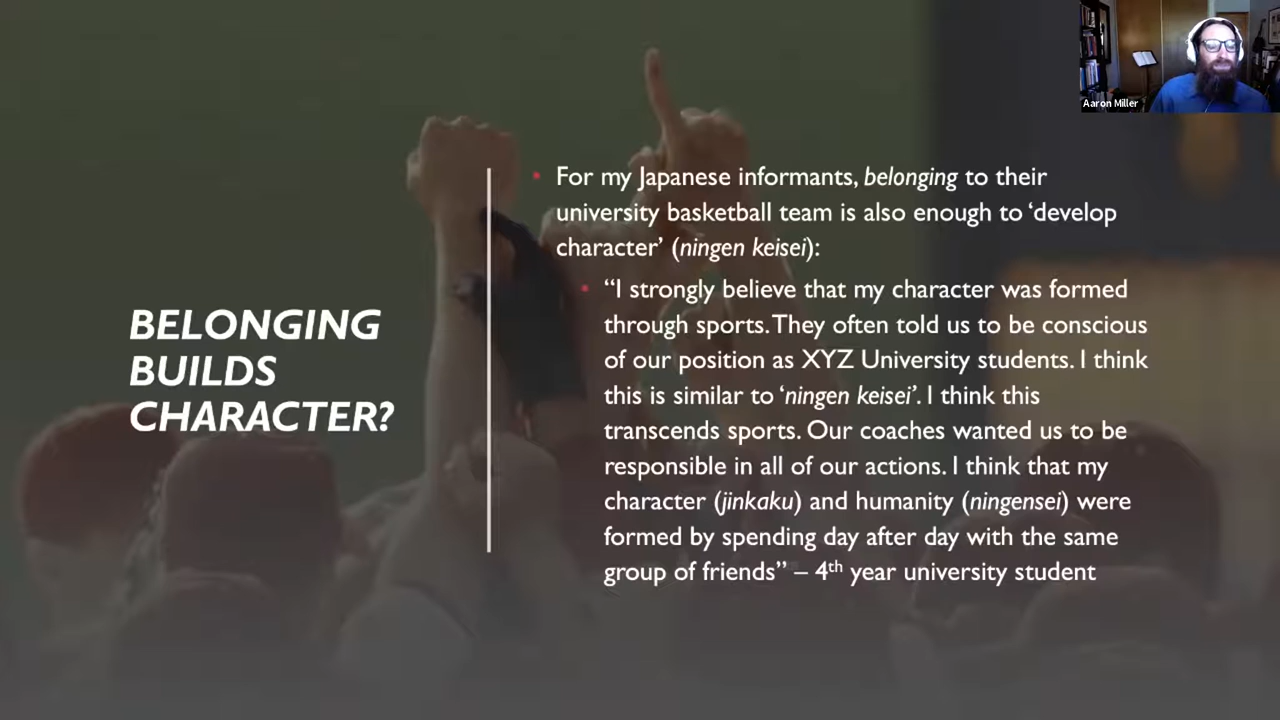 Aaron Miller
BELONGING
BUILDS
CHARACTER?
• For my Japanese informants, belonging to their
university basketball team is also enough to ‘develop
character’ (ningen keisei):
• “I strongly believe that my character was formed
through sports. They often told us to be conscious
of our position as XYZ University students. I think
this is similar to ‘ningen keisei’. I think this
transcends sports. Our coaches wanted us to be
responsible in all of our actions. I think that my
character (jinkaku) and humanity (ningensei) were
formed by spending day after day with the same
group of friends” – 4th year university student